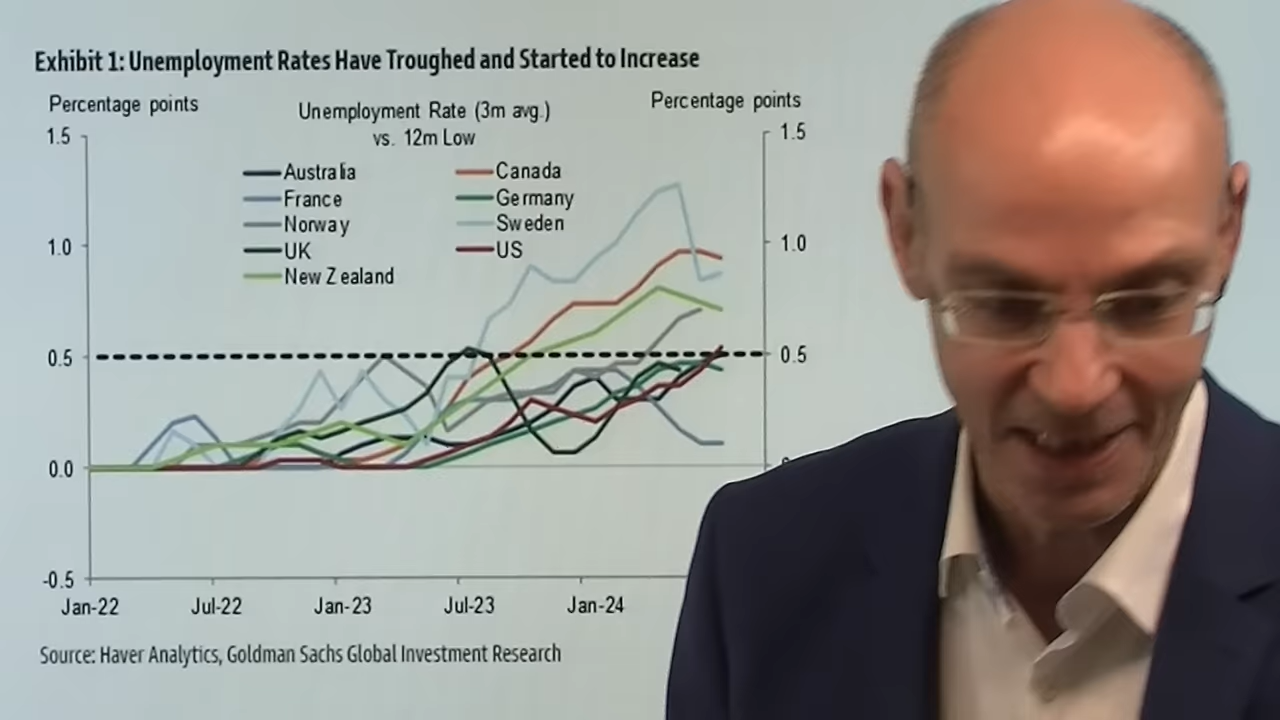 Exhibit 1: Unemployment Rates Have Troughed and Started to Increase
Percentage points
Percentage points
Unemployment Rate (3m avg.)
vs. 12m Low
1.5
1.5
Australia
Canada
France
Germany
Norway
Sweden
UK
US
New Zealand
1.0
1.0
0.5
0.5
0.0
-0.5
Jan-22
Jul-22
Jan-23
Jul-23
Jan-24
Source: Haver Analytics, Goldman Sachs Global Investment Research